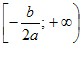 [-b/2a; +∞)